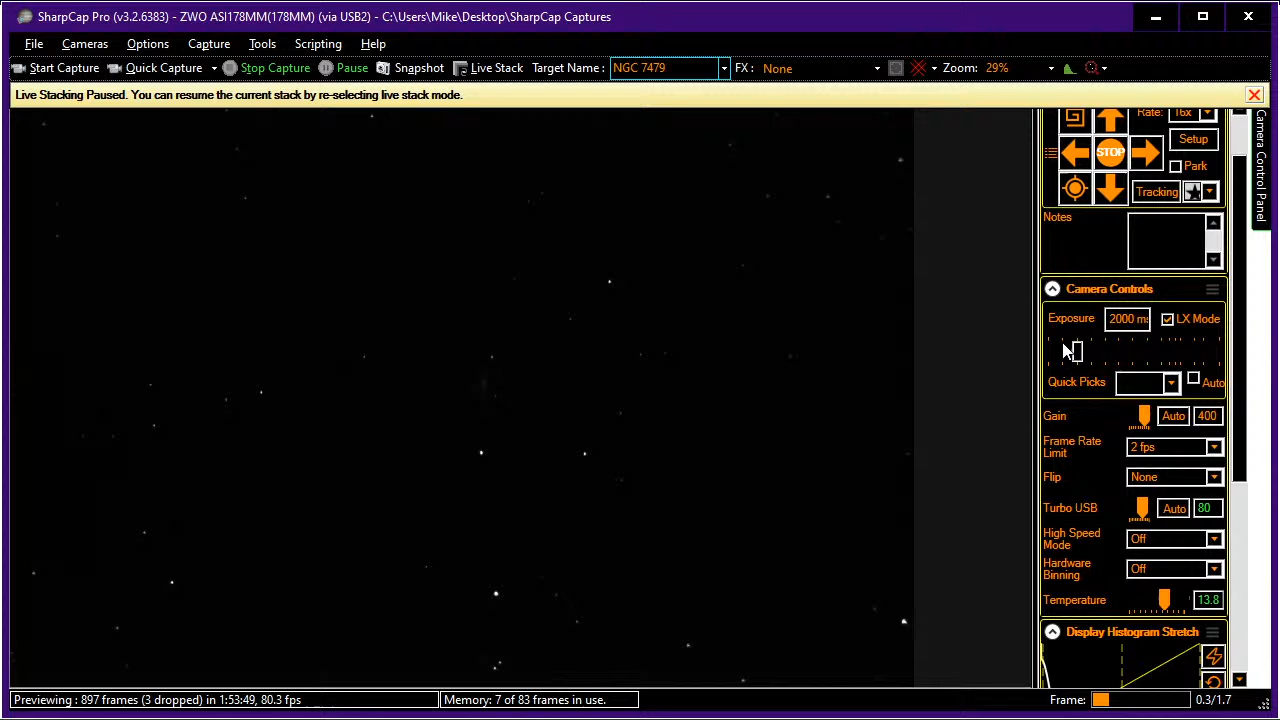 SharpCap Pro (v3.2.6383) - ZWO ASI178MM(178MM) (via USB2) - C:\Users\Mike\Desktop\SharpCap Captures
File Cameras Options Capture Tools Scripting Help
Start Capture Quick Capture Stop Capture Pause Snapshot Live Stack Target Name : NGC 7479 FX : None Zoom: 29%
Live Stacking Paused. You can resume the current stack by re-selecting live stack mode.
Rate: 16x
STOP Setup
Park
Tracking
Notes
Camera Control Panel
Camera Controls
Exposure 2000 ms LX Mode
Quick Picks Auto
Gain Auto 400
Frame Rate
Limit 2 fps
Flip None
Turbo USB Auto 80
High Speed
Mode Off
Hardware
Binning Off
Temperature 13.8
Display Histogram Stretch
Previewing : 897 frames (3 dropped) in 1:53:49, 80.3 fps Memory: 7 of 83 frames in use. Frame: 0.3/1.7